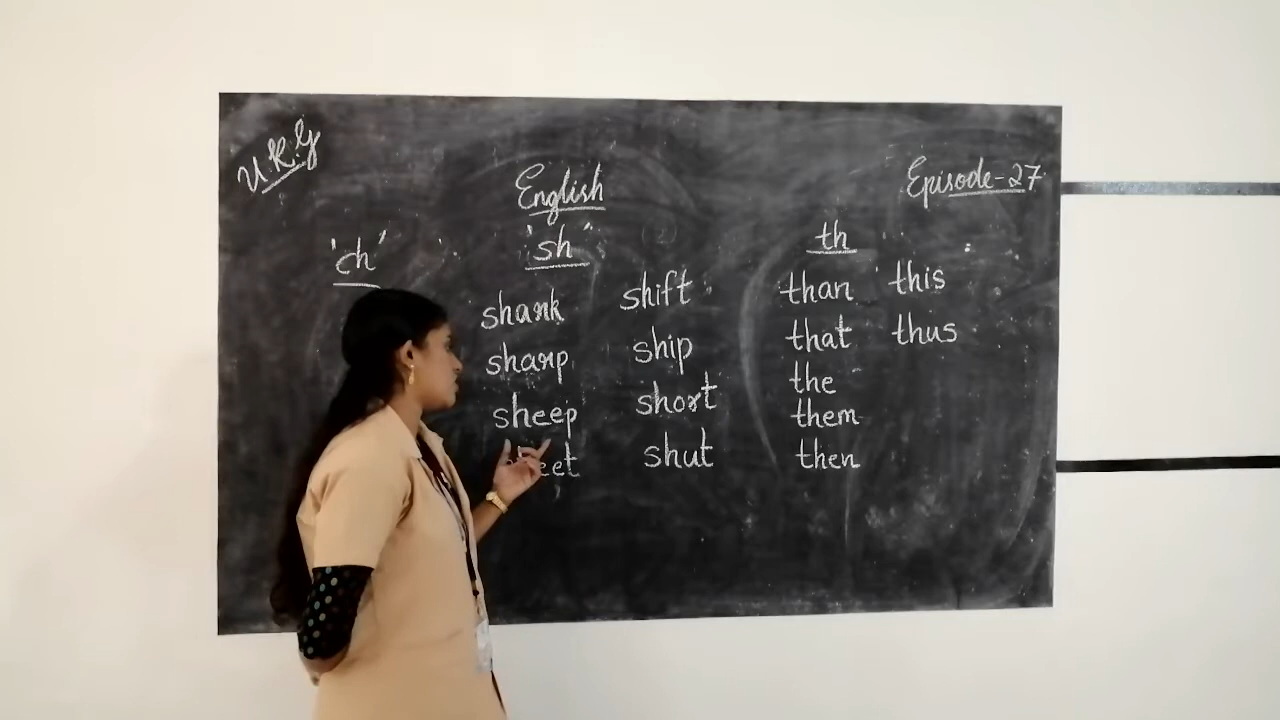 U.K.G
English
Episode-27
'ch'
'sh'
th
shank shift than this
sharp ship that thus
sheep short the
shut them
then